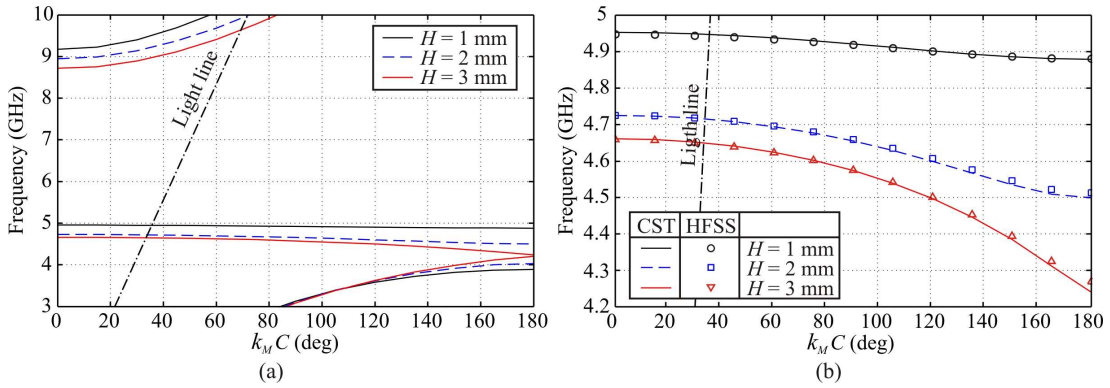 10
9
8
7
6
5
4
3
Frequency (GHz)
Light line
H = 1 mm
H = 2 mm
H = 3 mm
0 20 40 60 80 100 120 140 160 180
k_M C (deg)
(a)
5
4.9
4.8
4.7
4.6
4.5
4.4
4.3
4.2
Frequency (GHz)
Ligth line
CST HFSS
H = 1 mm
H = 2 mm
H = 3 mm
0 20 40 60 80 100 120 140 160 180
k_M C (deg)
(b)